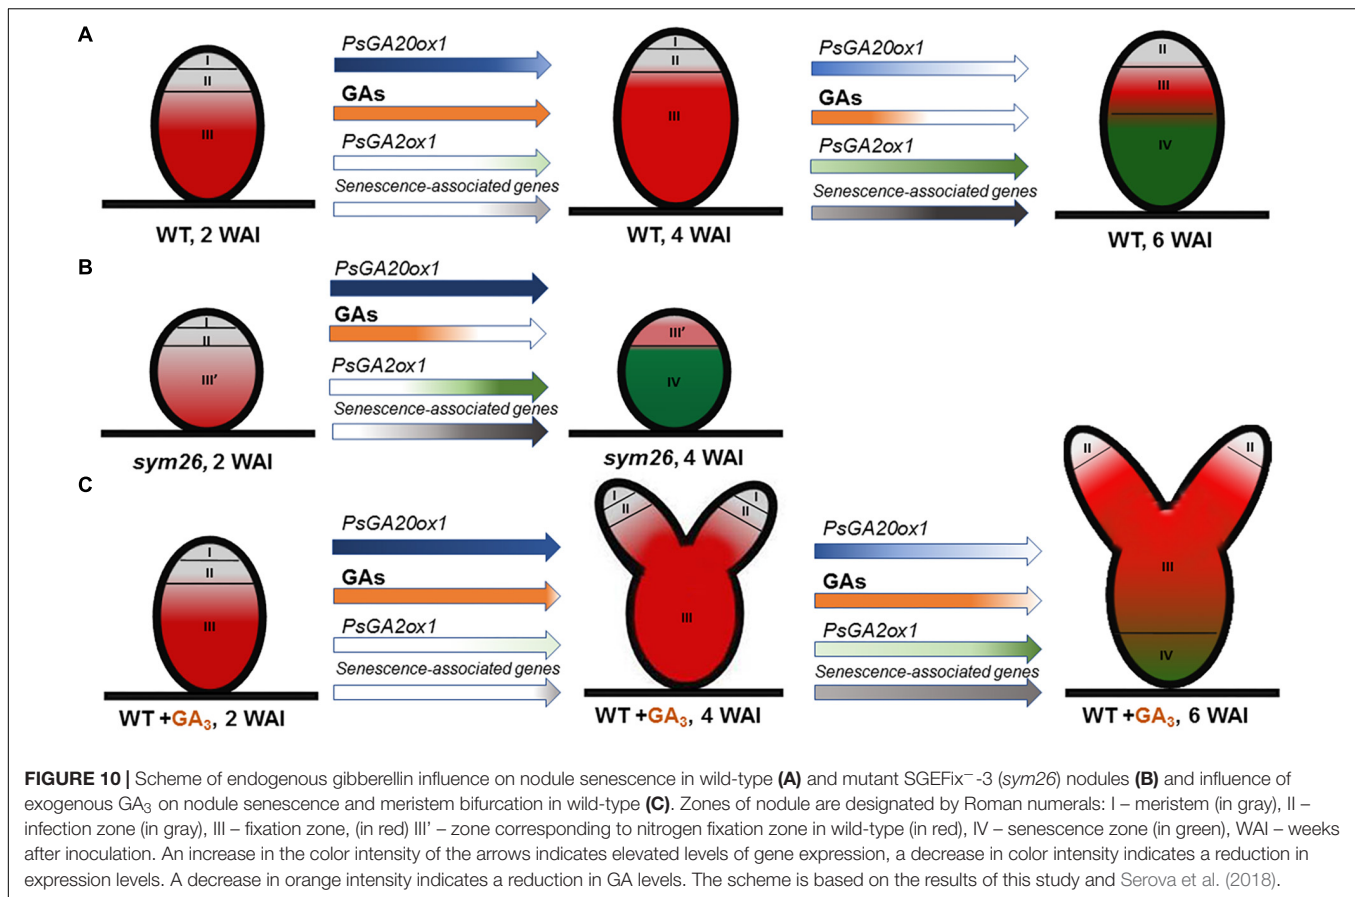 A
PsGA20ox1
GAs
PsGA2ox1
Senescence-associated genes
I
II
III
WT, 2 WAI
I
II
III
WT, 4 WAI
PsGA20ox1
GAs
PsGA2ox1
Senescence-associated genes
II
III
IV
WT, 6 WAI
B
PsGA20ox1
GAs
PsGA2ox1
Senescence-associated genes
I
II
III’
sym26, 2 WAI
III’
IV
sym26, 4 WAI
C
PsGA20ox1
GAs
PsGA2ox1
Senescence-associated genes
I
II
III
WT +GA₃, 2 WAI
I
II
I
II
III
WT +GA₃, 4 WAI
PsGA20ox1
GAs
PsGA2ox1
Senescence-associated genes
II
II
III
IV
WT +GA₃, 6 WAI
FIGURE 10 | Scheme of endogenous gibberellin influence on nodule senescence in wild-type (A) and mutant SGEFix⁻-3 (sym26) nodules (B) and influence of
exogenous GA₃ on nodule senescence and meristem bifurcation in wild-type (C). Zones of nodule are designated by Roman numerals: I – meristem (in gray), II –
infection zone (in gray), III – fixation zone, (in red) III’ – zone corresponding to nitrogen fixation zone in wild-type (in red), IV – senescence zone (in green), WAI – weeks
after inoculation. An increase in the color intensity of the arrows indicates elevated levels of gene expression, a decrease in color intensity indicates a reduction in
expression levels. A decrease in orange intensity indicates a reduction in GA levels. The scheme is based on the results of this study and Serova et al. (2018).